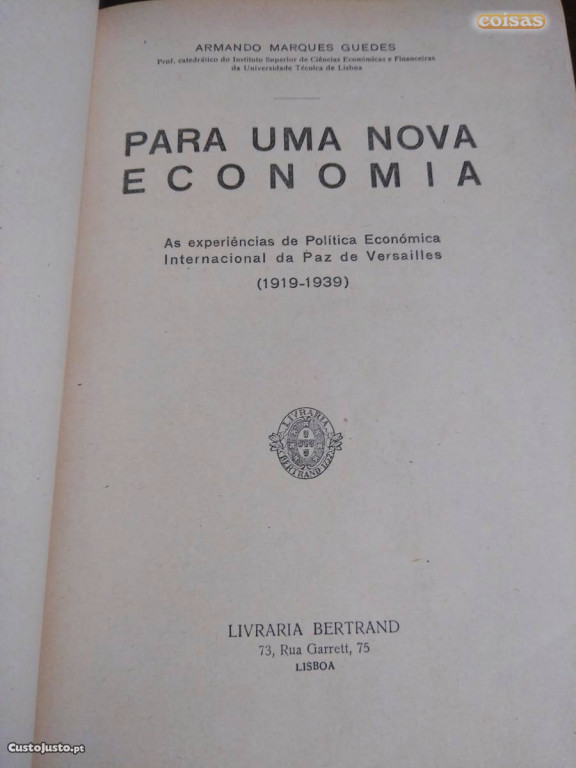 coisas
ARMANDO MARQUES GUEDES
Prof. catedrático do Instituto Superior de Ciências Económicas e Financeiras
da Universidade Técnica de Lisboa
PARA UMA NOVA
ECONOMIA
As experiências de Política Económica
Internacional da Paz de Versailles
(1919-1939)
LIVRARIA
BERTRAND
LIVRARIA BERTRAND
73, Rua Garrett, 75
LISBOA
CustoJusto.pt